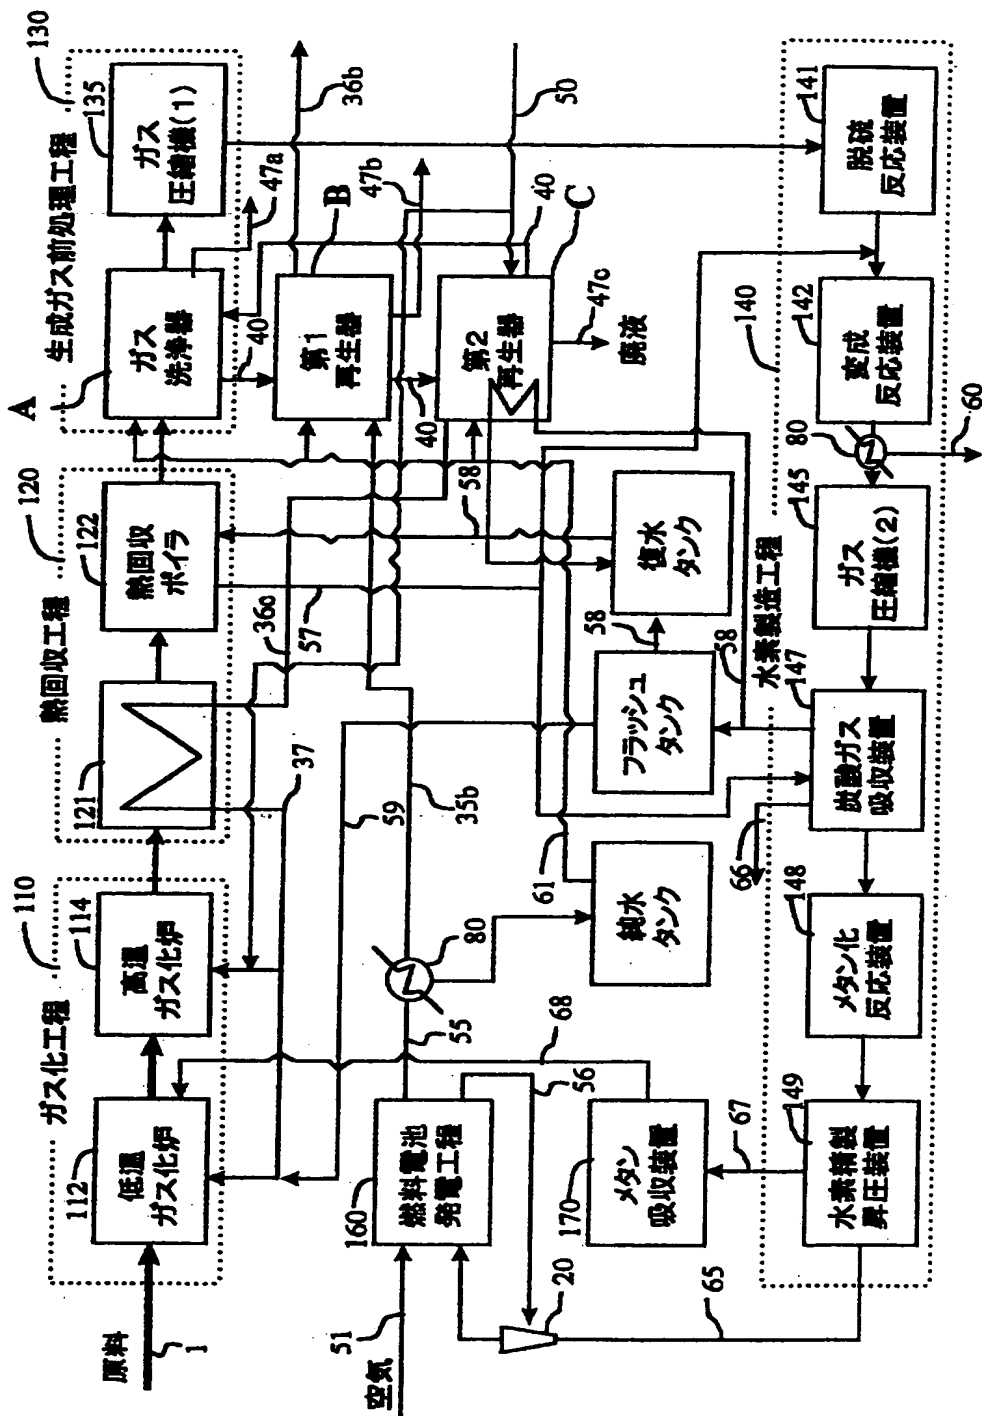 原料
1
ガス化工程
110
112
低温
ガス化炉
114
高温
ガス化炉
熱回収工程
120
121
122
熱回収
ボイラ
生成ガス前処理工程
130
A
ガス
洗浄器
135
ガス
圧縮機(1)
47a
40
37
36c
57
第1
再生器
B
36b
47b
40
58
59
35b
空気
51
160
燃料電池
発電工程
55
80
56
68
61
純水
タンク
フラッシュ
タンク
58
復水
タンク
第2
再生器
C
40
50
47c
廃液
170
メタン
吸収装置
67
20
65
水素製造工程
140
58
66
149
水素精製
昇圧装置
148
メタン化
反応装置
147
炭酸ガス
吸収装置
145
ガス
圧縮機(2)
80
60
142
変成
反応装置
141
脱硫
反応装置